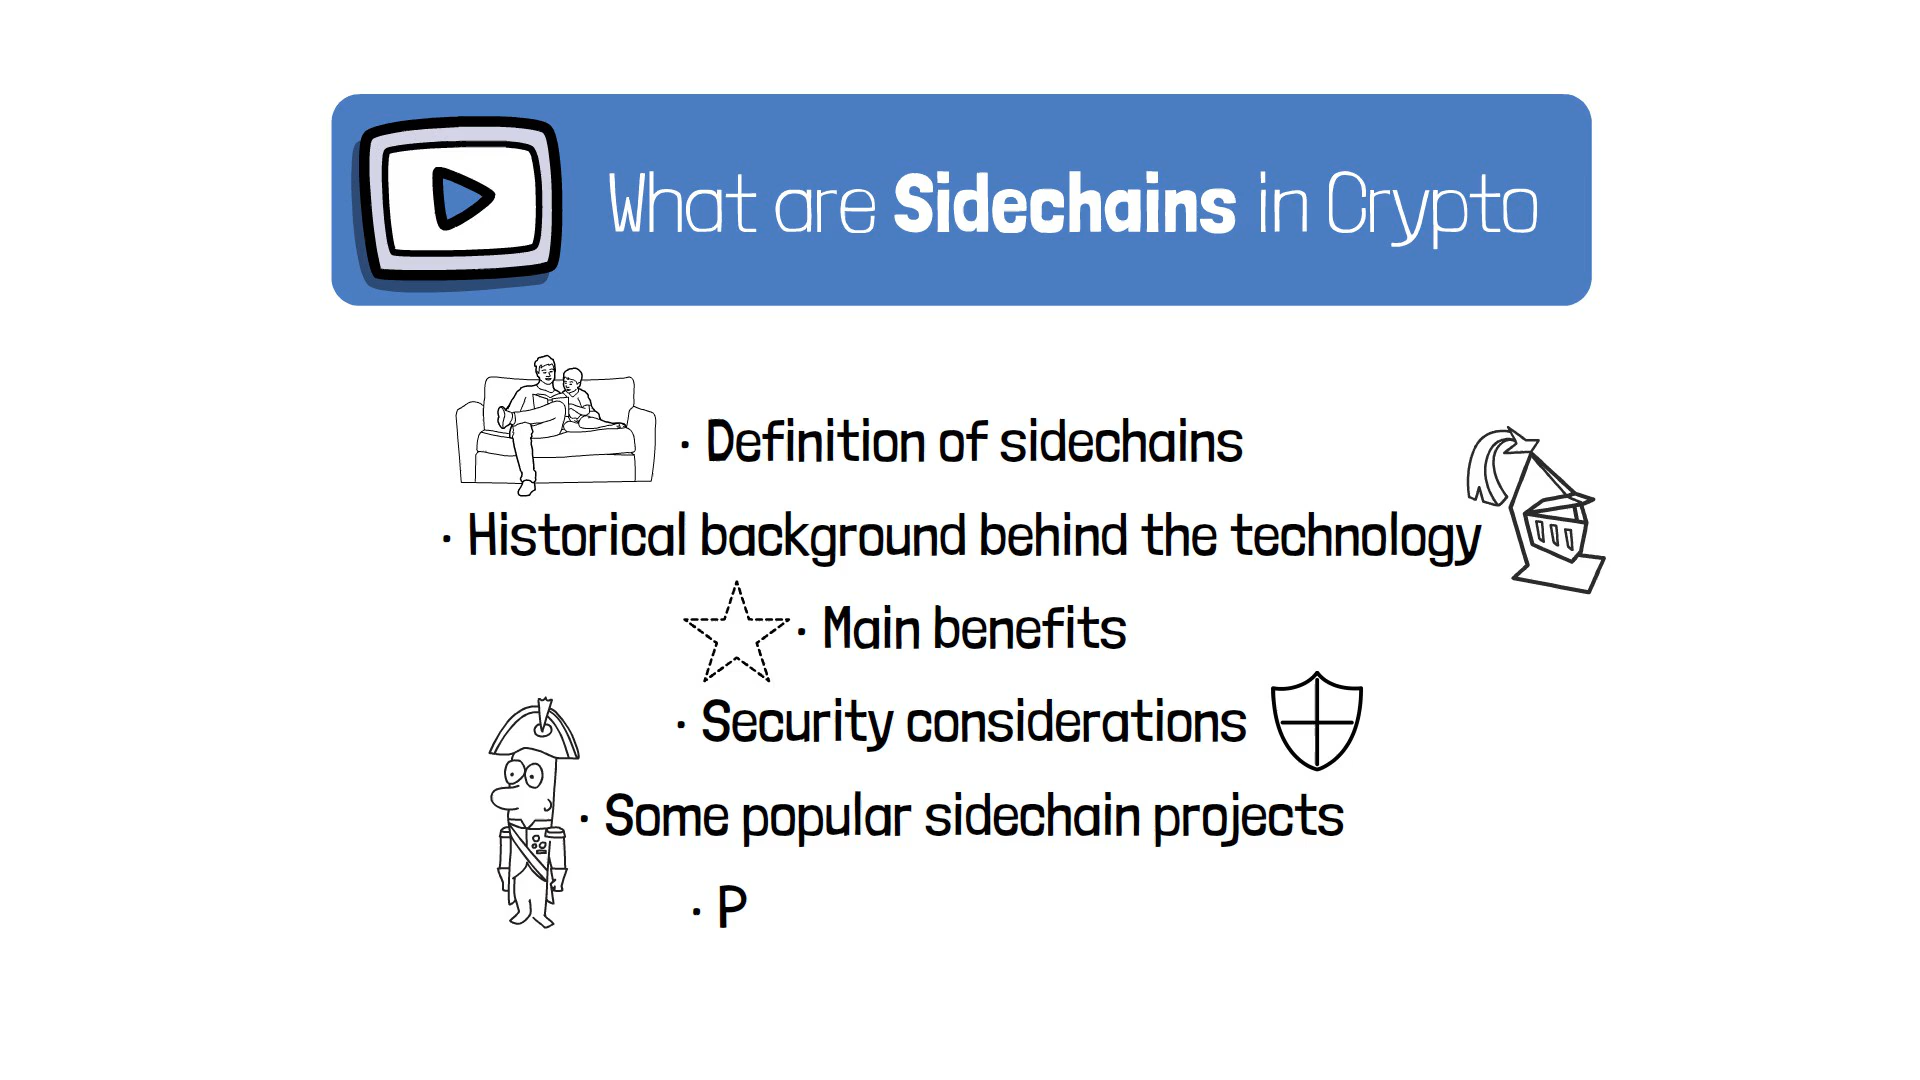 What are Sidechains in Crypto
· Definition of sidechains
· Historical background behind the technology
· Main benefits
· Security considerations
· Some popular sidechain projects
· P